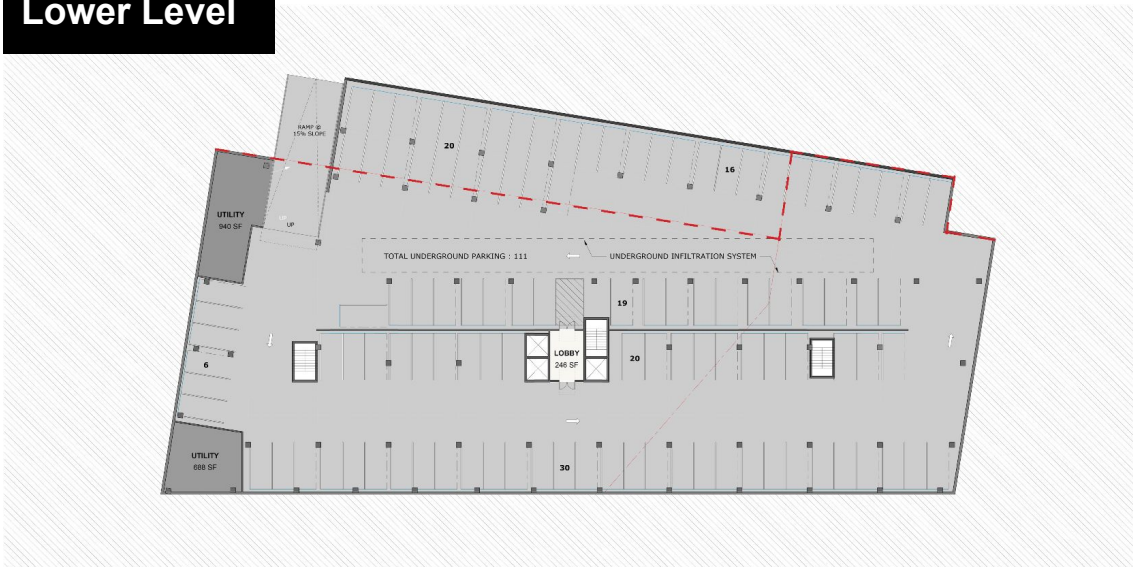 Lower Level
RAMP @
15% SLOPE
20
16
UTILITY
940 SF
UP
UP
TOTAL UNDERGROUND PARKING : 111
UNDERGROUND INFILTRATION SYSTEM
19
LOBBY
246 SF
20
6
UTILITY
688 SF
30